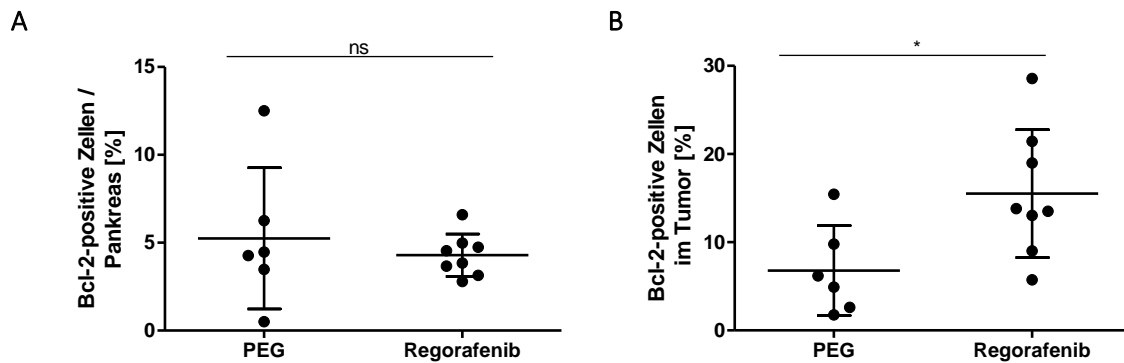 A
ns
Bcl-2-positive Zellen /
Pankreas [%]
15
10
5
0
PEG
Regorafenib
B
*
Bcl-2-positive Zellen
im Tumor [%]
30
20
10
0
PEG
Regorafenib